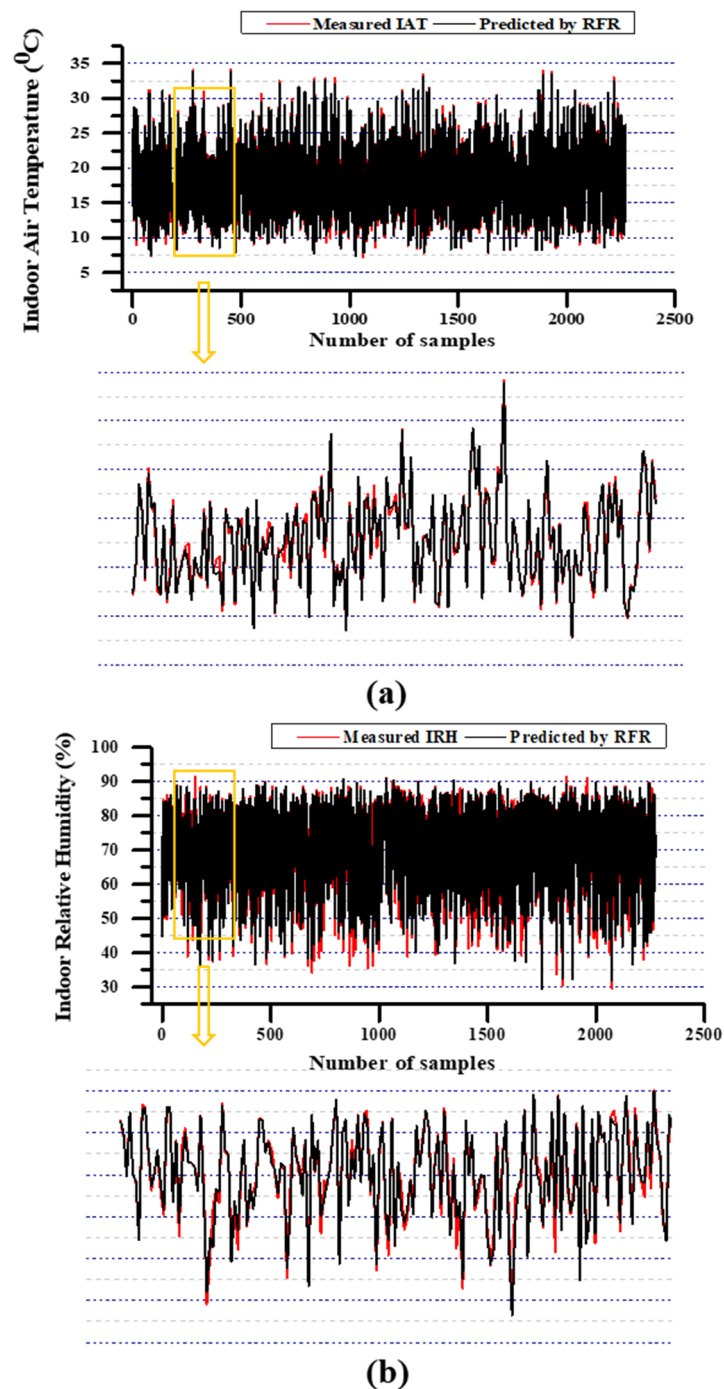 Measured IAT Predicted by RFR
Indoor Air Temperature (⁰C)
35
30
25
20
15
10
5
0 500 1000 1500 2000 2500
Number of samples
(a)
Measured IRH Predicted by RFR
Indoor Relative Humidity (%)
100
90
80
70
60
50
40
30
0 500 1000 1500 2000 2500
Number of samples
(b)